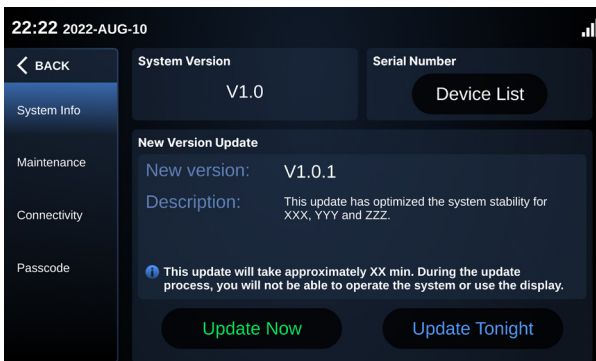 22:22 2022-AUG-10
BACK
System Info
Maintenance
Connectivity
Passcode
System Version
V1.0
Serial Number
Device List
New Version Update
New version: V1.0.1
Description: This update has optimized the system stability for
XXX, YYY and ZZZ.
This update will take approximately XX min. During the update
process, you will not be able to operate the system or use the display.
Update Now
Update Tonight